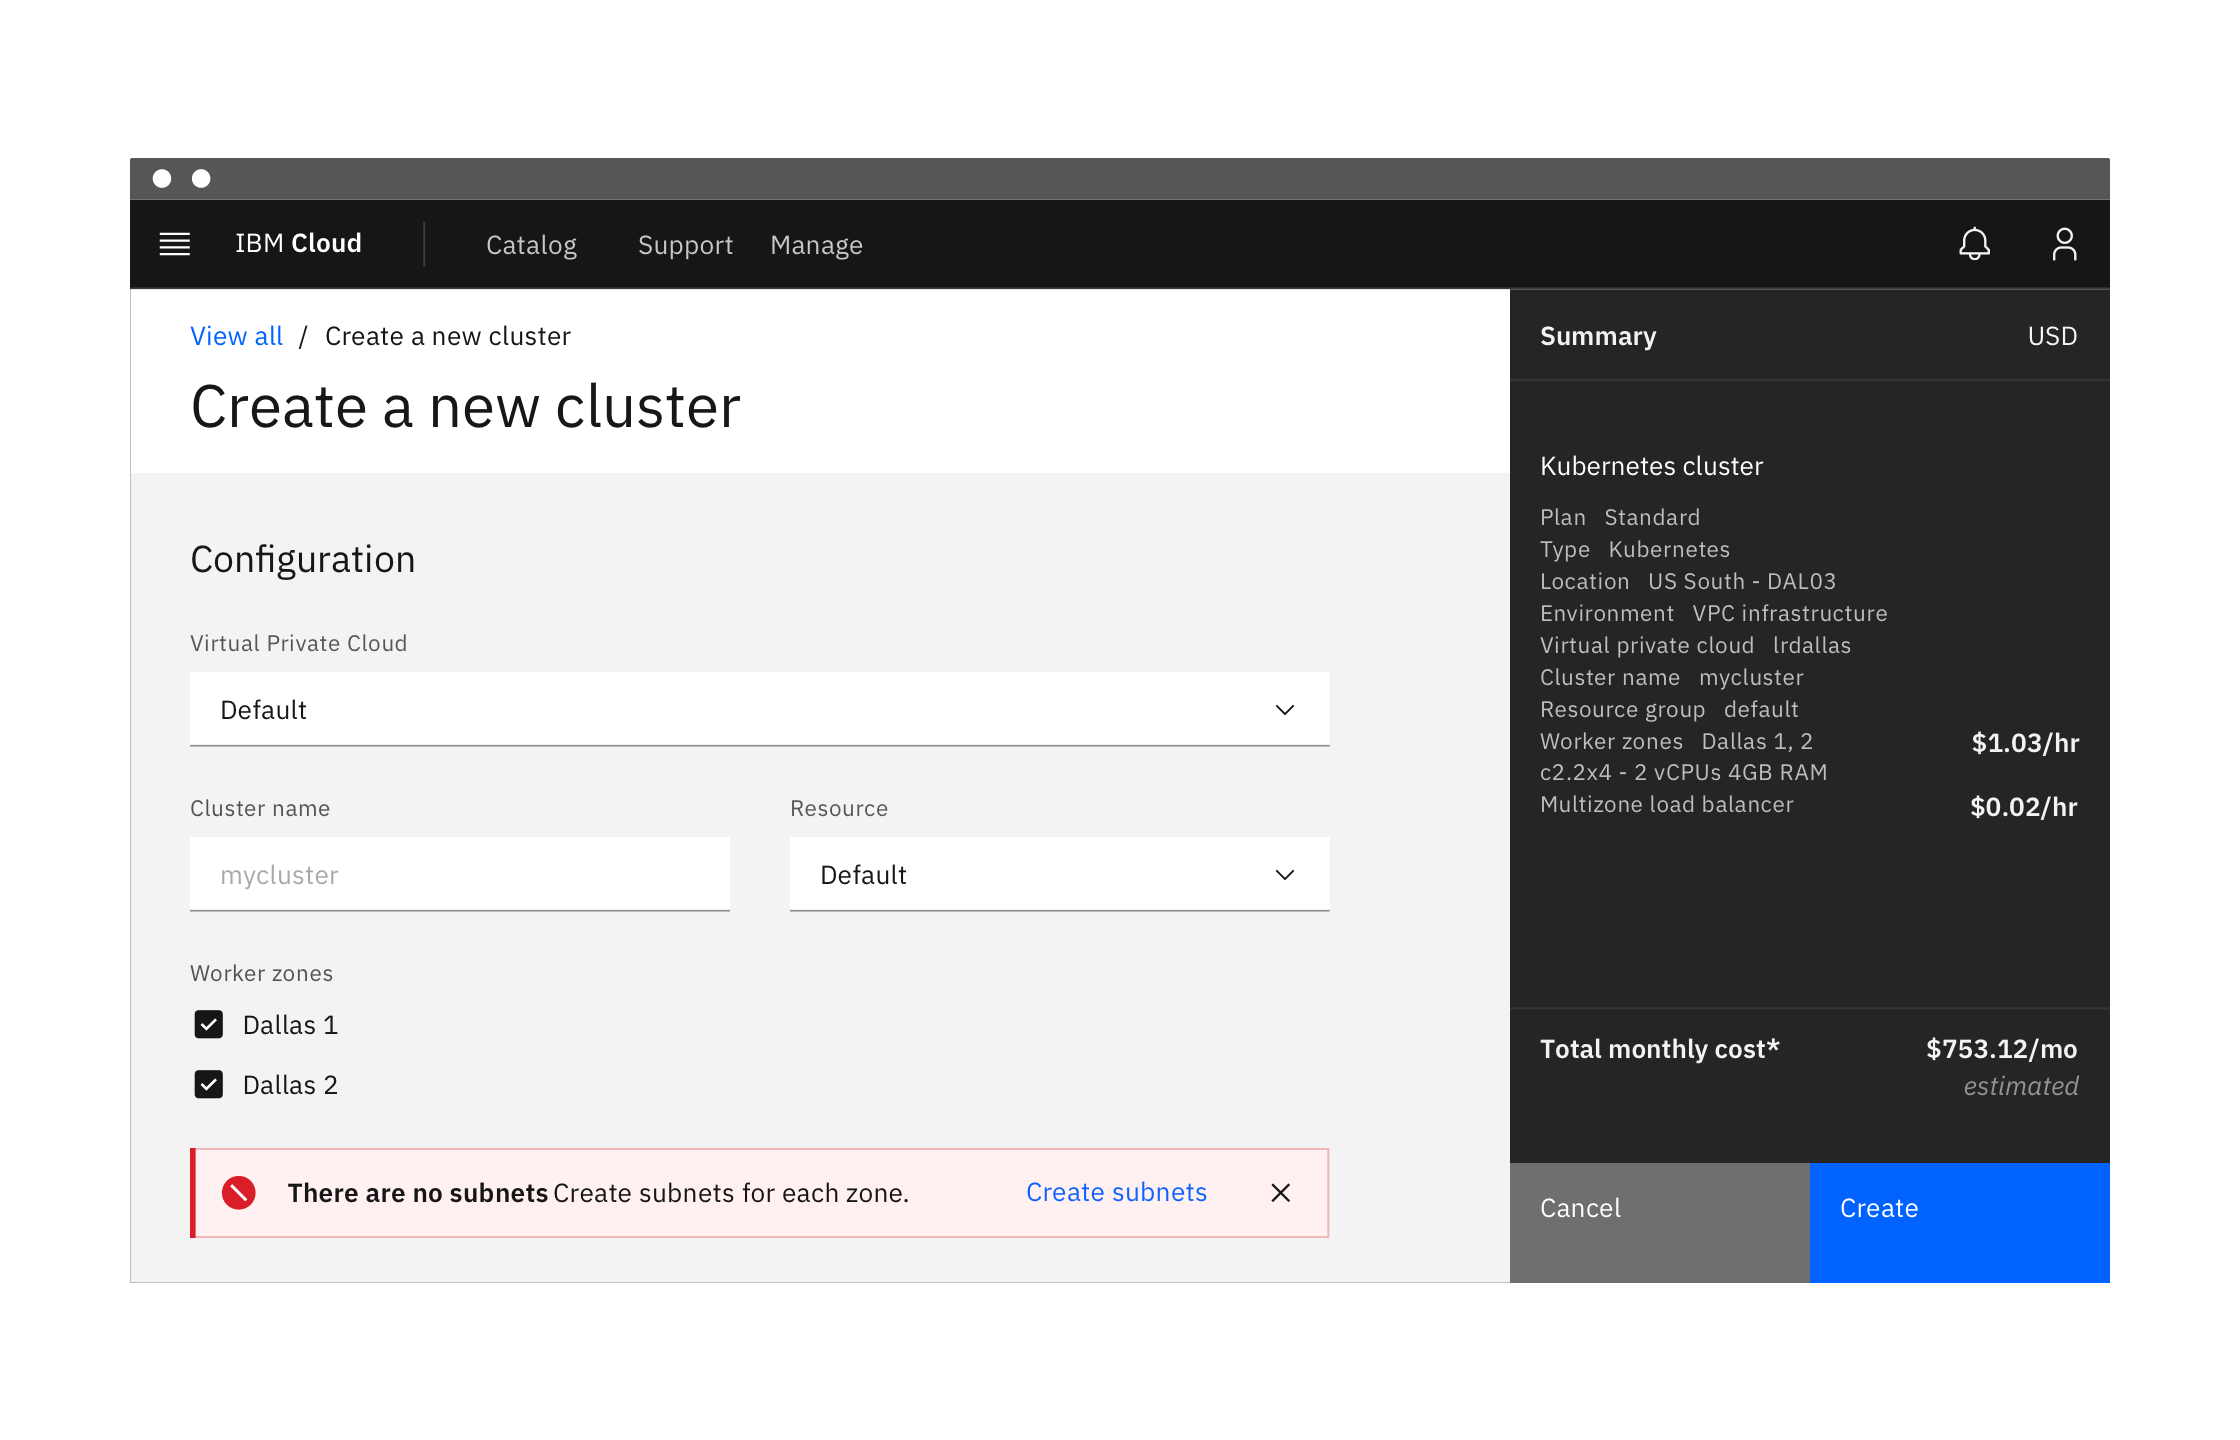 IBM Cloud Catalog Support Manage
View all / Create a new cluster
Create a new cluster
Configuration
Virtual Private Cloud
Default
Cluster name Resource
mycluster Default
Worker zones
Dallas 1
Dallas 2
There are no subnets Create subnets for each zone. Create subnets
Summary USD
Kubernetes cluster
Plan Standard
Type Kubernetes
Location US South - DAL03
Environment VPC infrastructure
Virtual private cloud lrdallas
Cluster name mycluster
Resource group default
Worker zones Dallas 1, 2 $1.03/hr
c2.2x4 - 2 vCPUs 4GB RAM
Multizone load balancer $0.02/hr
Total monthly cost* $753.12/mo
estimated
Cancel Create